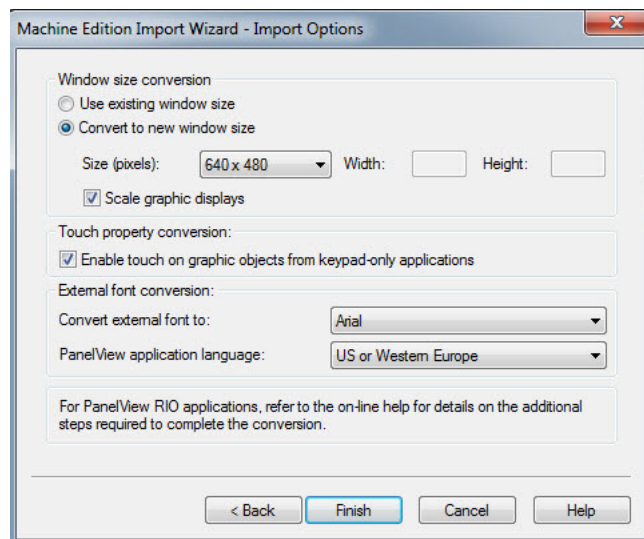 Machine Edition Import Wizard - Import Options
Window size conversion
Use existing window size
Convert to new window size
Size (pixels): 640 x 480 Width: Height:
Scale graphic displays
Touch property conversion:
Enable touch on graphic objects from keypad-only applications
External font conversion:
Convert external font to: Arial
PanelView application language: US or Western Europe
For PanelView RIO applications, refer to the on-line help for details on the additional
steps required to complete the conversion.
< Back Finish Cancel Help